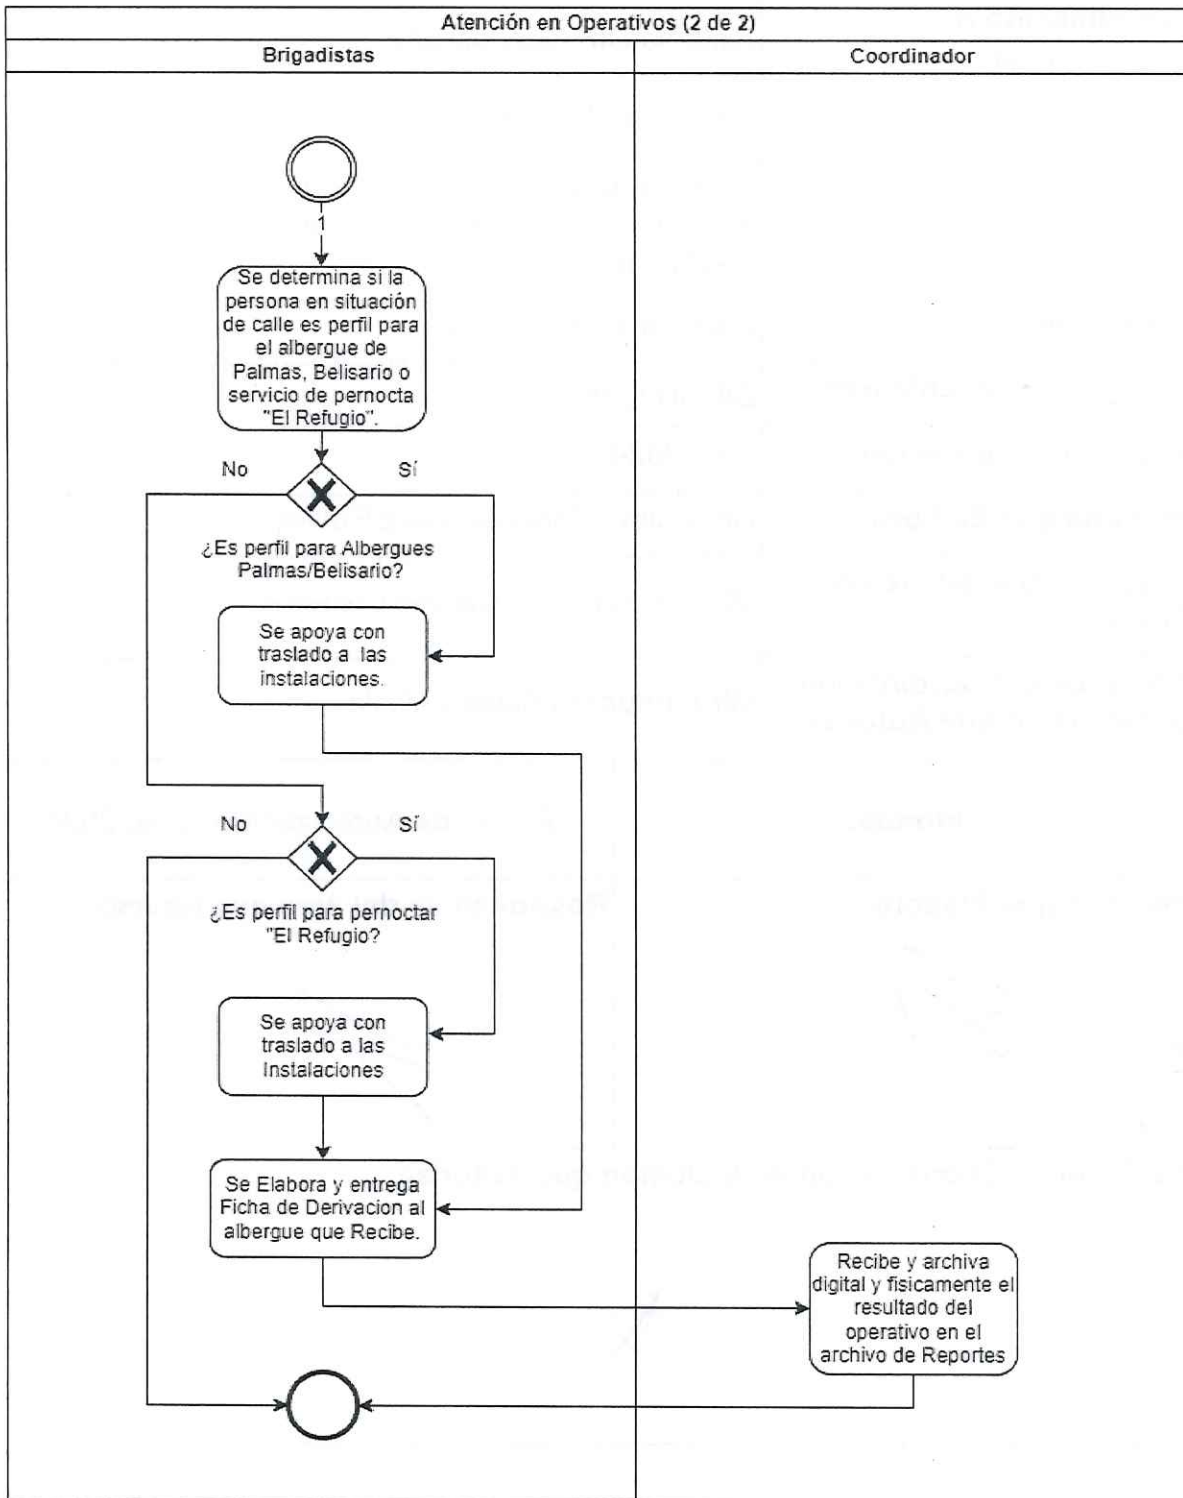 Atención en Operativos (2 de 2)
Brigadistas
Coordinador
1
Se determina si la
persona en situación
de calle es perfil para
el albergue de
Palmas, Belisario o
servicio de pernocta
"El Refugio".
No
Sí
¿Es perfil para Albergues
Palmas/Belisario?
Se apoya con
traslado a las
instalaciones.
No
Sí
¿Es perfil para pernoctar
"El Refugio?
Se apoya con
traslado a las
Instalaciones
Se Elabora y entrega
Ficha de Derivacion al
albergue que Recibe.
Recibe y archiva
digital y fisicamente el
resultado del
operativo en el
archivo de Reportes